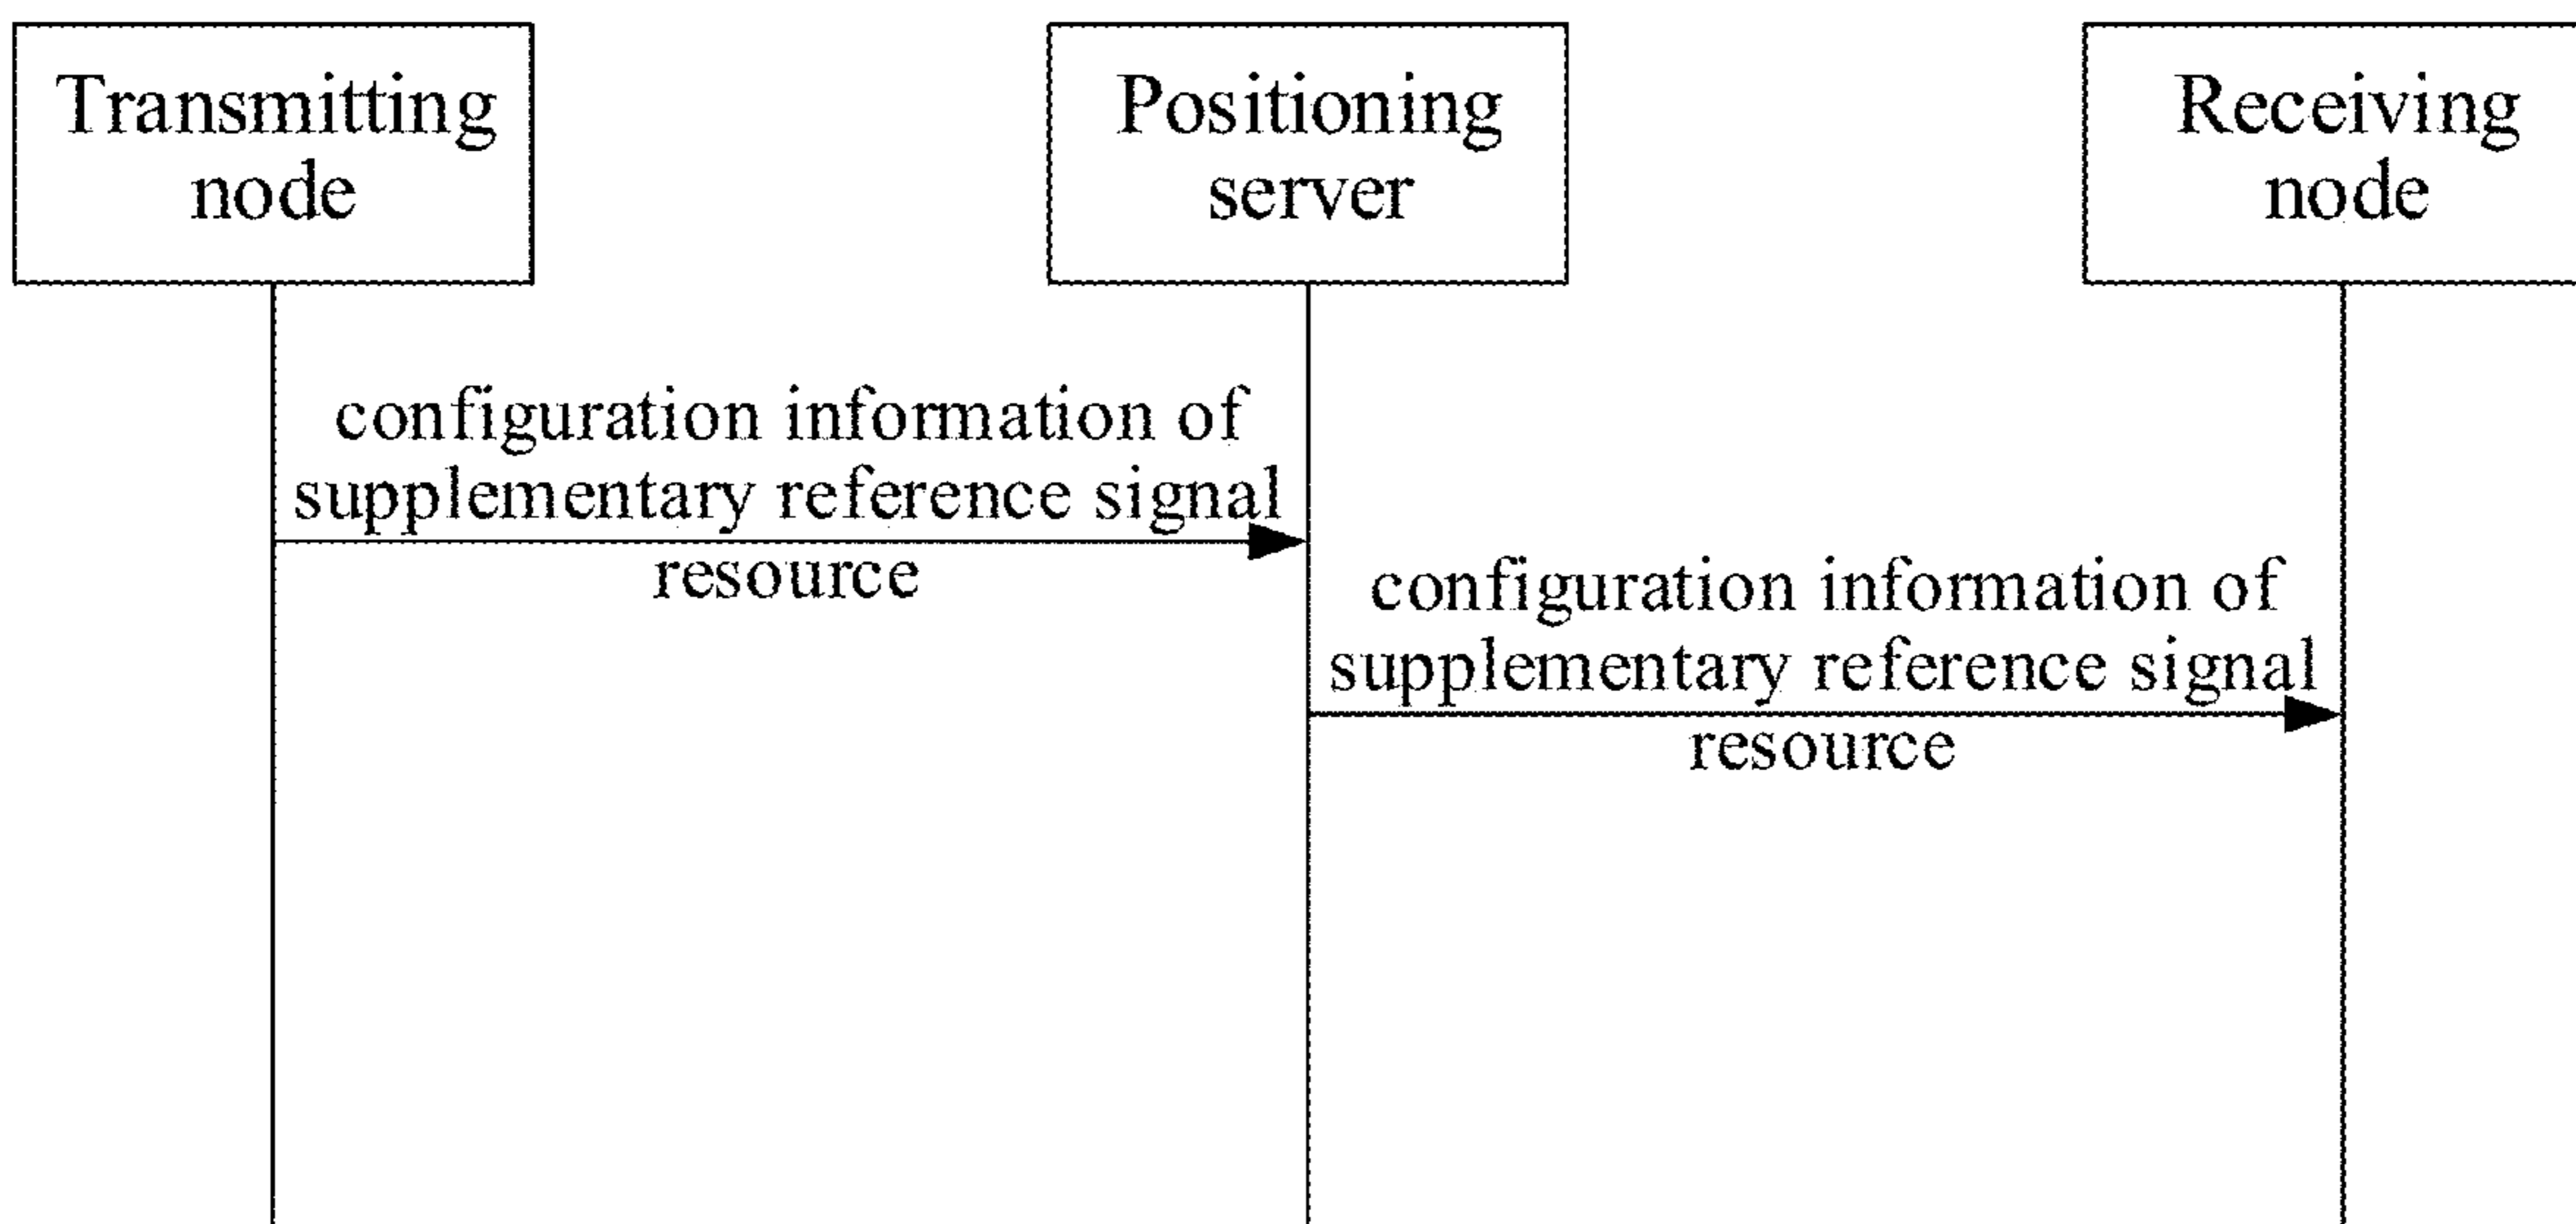 Transmitting
node
Positioning
server
Receiving
node
configuration information of
supplementary reference signal
resource
configuration information of
supplementary reference signal
resource